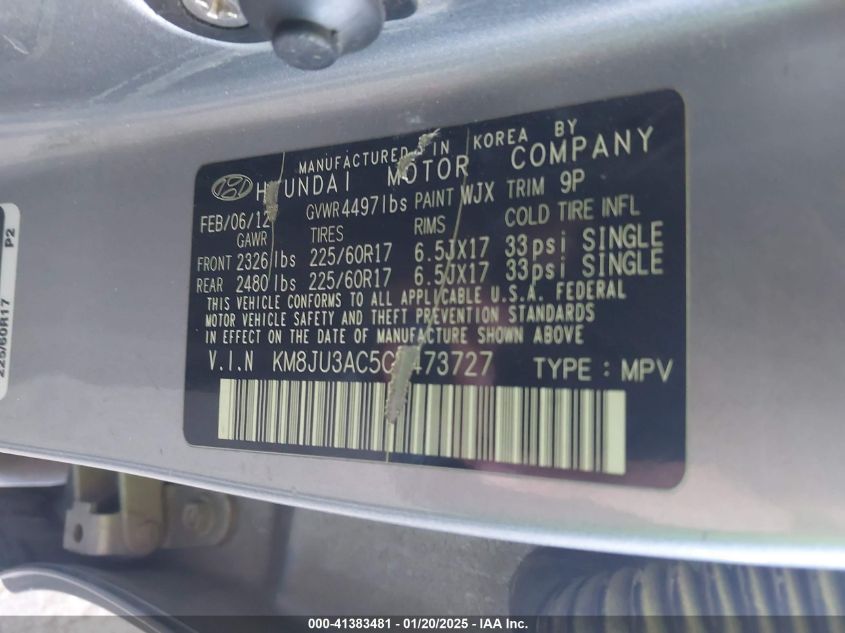 MANUFACTURED IN KOREA BY
HYUNDAI MOTOR COMPANY
FEB/06/12 GVWR 4497lbs PAINT WJX TRIM 9P
GAWR TIRES RIMS COLD TIRE INFL
FRONT 2326lbs 225/60R17 6.5JX17 33psi SINGLE
REAR 2480lbs 225/60R17 6.5JX17 33psi SINGLE
THIS VEHICLE CONFORMS TO ALL APPLICABLE U.S.A. FEDERAL
MOTOR VEHICLE SAFETY AND THEFT PREVENTION STANDARDS
IN EFFECT ON THE DATE OF MANUFACTURE SHOWN ABOVE
V.I.N KM8JU3AC5C 473727 TYPE : MPV
225/60R17 P2
000-41383481 - 01/20/2025 - IAA Inc.